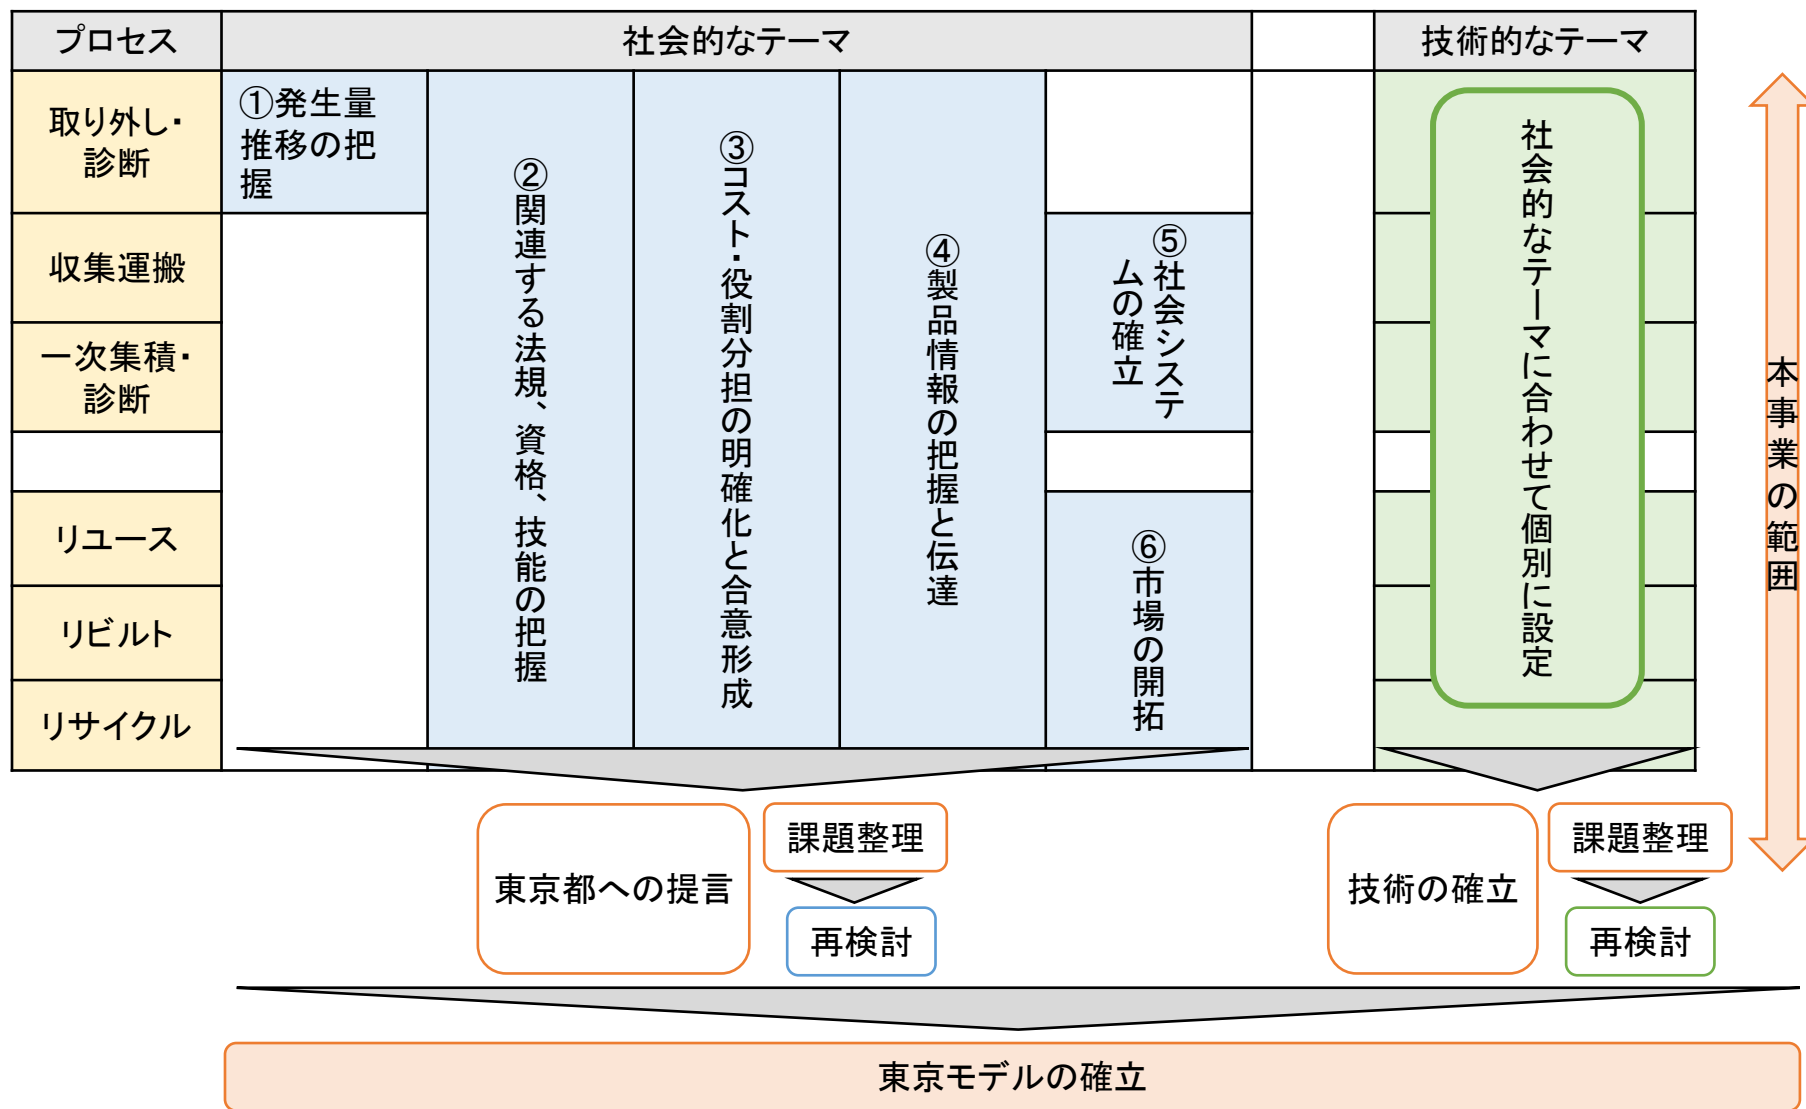 プロセス
社会的なテーマ
技術的なテーマ
取り外し・
診断
収集運搬
一次集積・
診断
リユース
リビルト
リサイクル
①発生量
推移の把
握
②関連する法規、資格、技能の把握
③コスト・役割分担の明確化と合意形成
④製品情報の把握と伝達
⑤社会システ
ムの確立
⑥市場の開拓
社会的なテーマに合わせて個別に設定
本事業の範囲
東京都への提言
課題整理
再検討
技術の確立
課題整理
再検討
東京モデルの確立